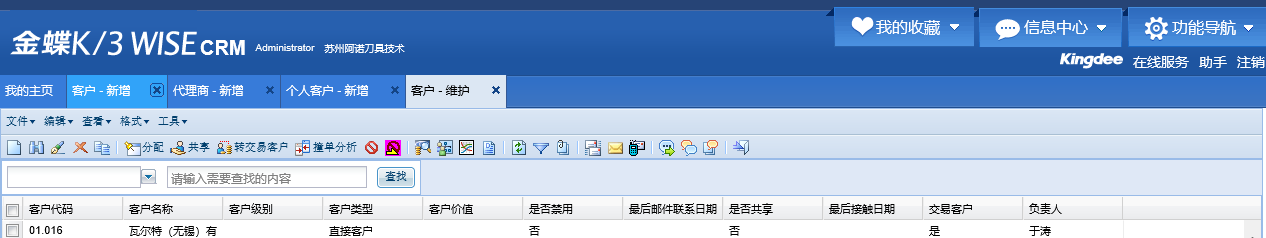 金蝶K/3 WISE CRM Administrator 苏州阿诺刀具技术
我的收藏 信息中心 功能导航
Kingdee 在线服务 助手 注销
我的主页 客户 - 新增 代理商 - 新增 个人客户 - 新增 客户 - 维护
文件 编辑 查看 格式 工具
分配 共享 转交易客户 撞单分析
请输入需要查找的内容 查找
客户代码 客户名称 客户级别 客户类型 客户价值 是否禁用 最后邮件联系日期 是否共享 最后接触日期 交易客户 负责人
01.016 瓦尔特（无锡）有 直接客户 否 否 是 于涛